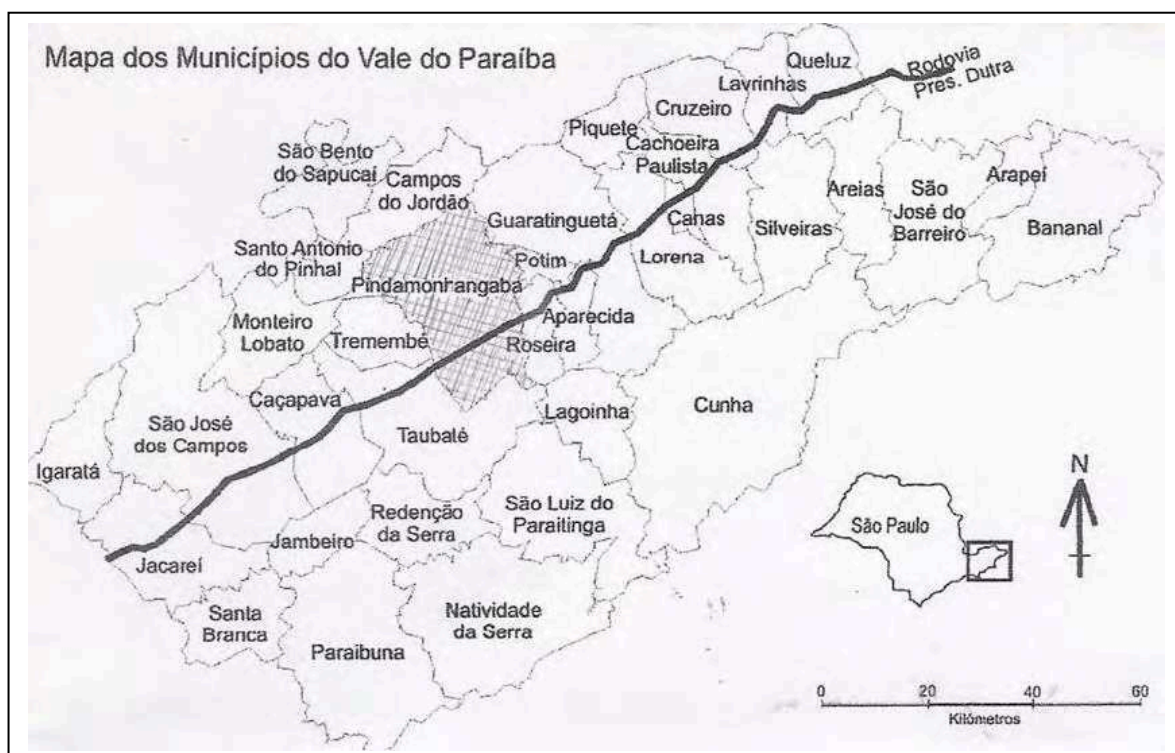 Mapa dos Municípios do Vale do Paraíba
Rodovia
Pres. Dutra
Queluz
Lavrinhas
Cruzeiro
Piquete
Cachoeira
Paulista
São Bento
do Sapucaí
Campos
do Jordão
Guaratinguetá
Canas
Silveiras
Areias
São
José do
Barreiro
Arapeí
Bananal
Santo Antonio
do Pinhal
Potim
Lorena
Pindamonhangaba
Monteiro
Lobato
Tremembé
Aparecida
Roseira
Caçapava
Lagoinha
Cunha
São José
dos Campos
Taubaté
Igaratá
Redenção
da Serra
São Luiz do
Paraitinga
Jambeiro
Jacareí
Santa
Branca
Natividade
da Serra
Paraibuna
São Paulo
N
0 20 40 60
Kilômetros